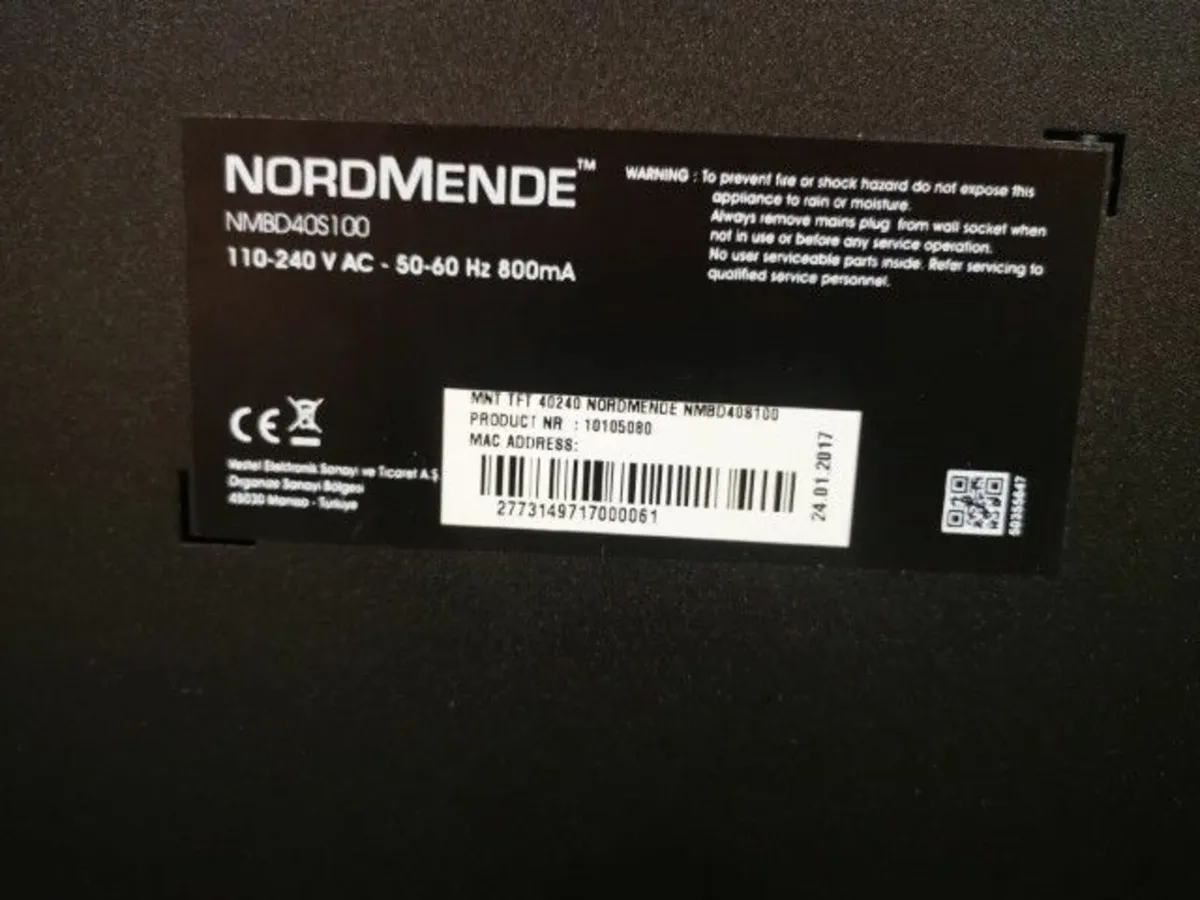 NORDMENDE™
NMBD40S100
110-240 V AC - 50-60 Hz 800mA
WARNING : To prevent fire or shock hazard do not expose this
appliance to rain or moisture.
Always remove mains plug from wall socket when
not in use or before any service operation.
No user serviceable parts inside. Refer servicing to
qualified service personnel.
CE
Vestel Elektronik Sanayi ve Ticaret A.Ş.
Organize Sanayi Bölgesi
45030 Manisa - Türkiye
MNT TFT 40240 NORDMENDE NMBD40S100
PRODUCT NR : 10105080
MAC ADDRESS:
2773149717000061
24.01.2017